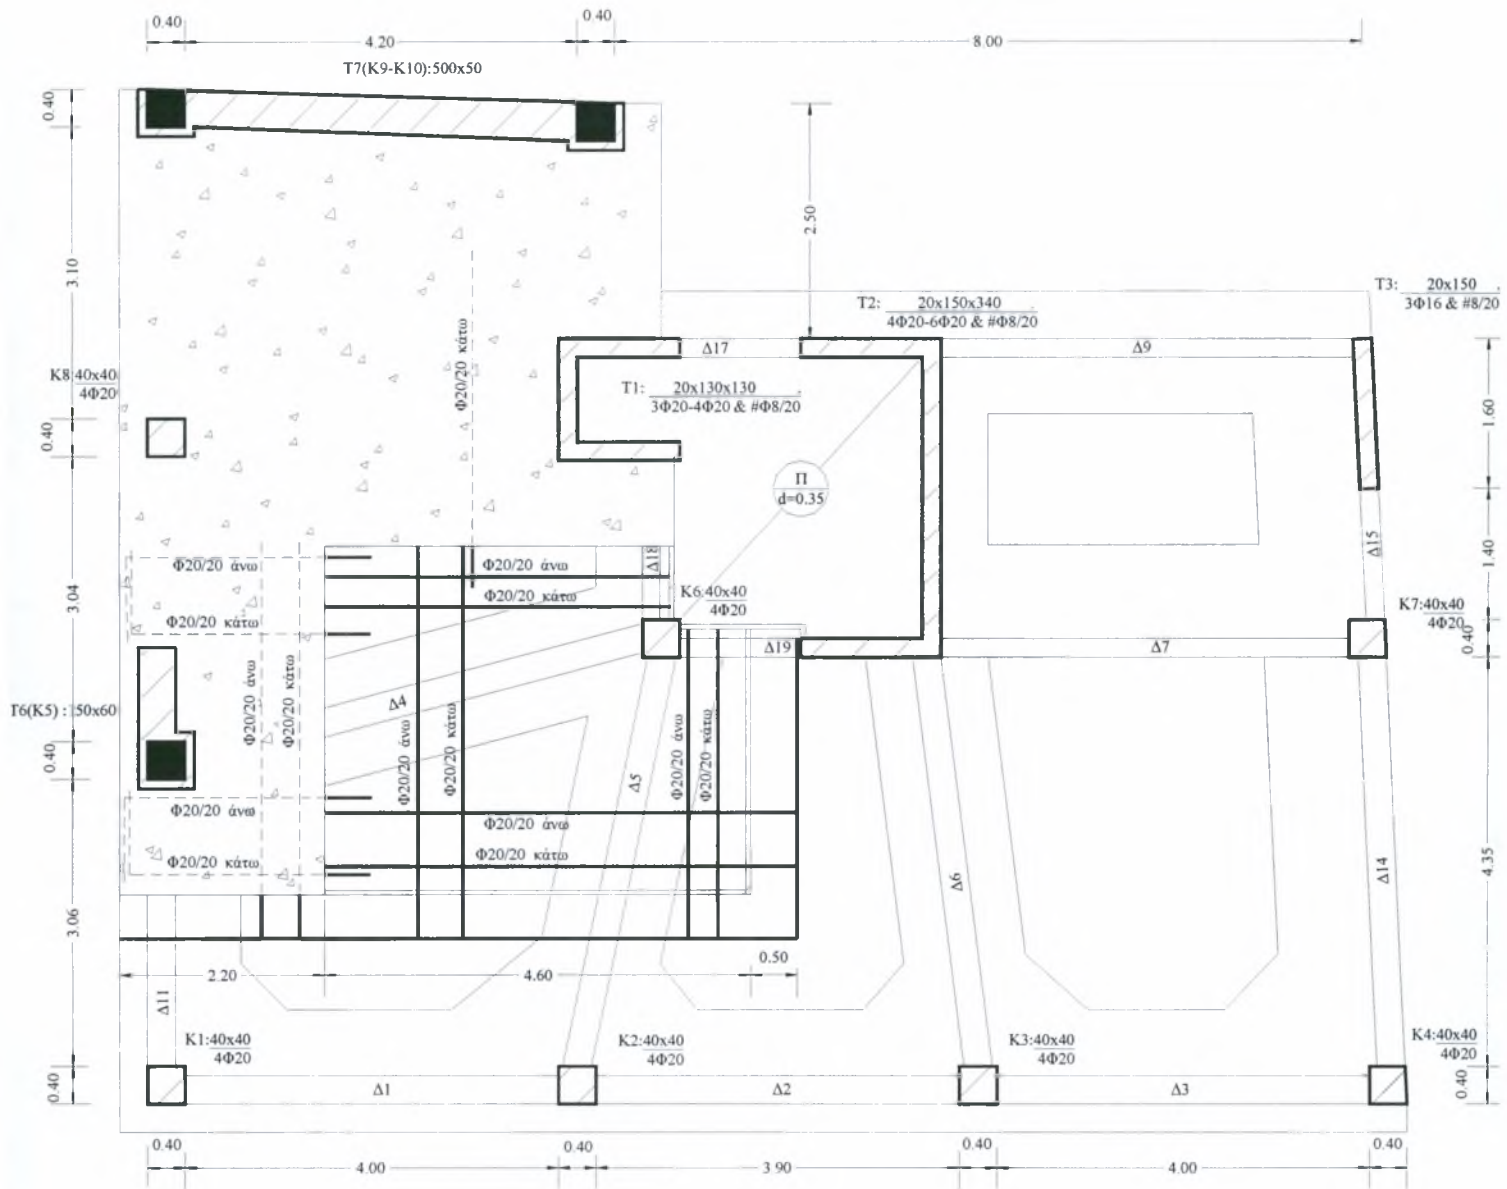 0.40
0.40
4.20
8.00
T7(K9-K10):500x50
0.40
3.10
2.50
T3: 20x150
3Φ16 & #8/20
T2: 20x150x340
4Φ20-6Φ20 & #Φ8/20
Δ17
Δ9
Φ20/20 κάτω
K8:40x40
4Φ20
T1: 20x130x130
3Φ20-4Φ20 & #Φ8/20
1.60
0.40
Π
d=0.35
Δ15
1.40
Φ20/20 άνω
Φ20/20 άνω
Δ18
3.04
Φ20/20 κάτω
K6:40x40
4Φ20
K7:40x40
4Φ20
Φ20/20 κάτω
0.40
Δ19
Δ7
Φ20/20 άνω
Φ20/20 κάτω
Δ4
T6(K5) :150x60
0.40
Φ20/20 άνω
Φ20/20 κάτω
Δ5
Φ20/20 άνω
Φ20/20 κάτω
Φ20/20 άνω
Φ20/20 άνω
Φ20/20 κάτω
Φ20/20 κάτω
4.35
Δ6
Δ14
3.06
2.20
4.60
0.50
Δ11
K1:40x40
4Φ20
K2:40x40
4Φ20
K3:40x40
4Φ20
K4:40x40
4Φ20
0.40
Δ1
Δ2
Δ3
0.40
0.40
0.40
0.40
0.40
4.00
3.90
4.00